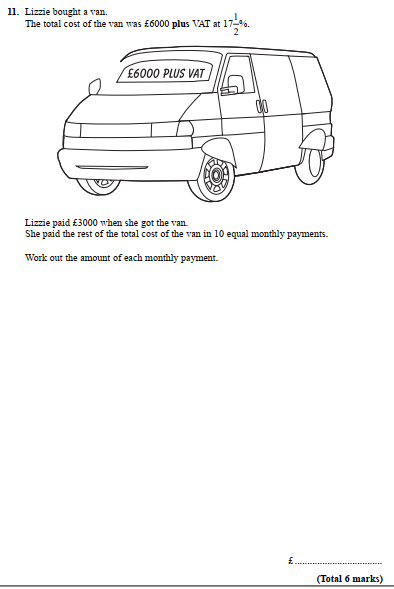 11. Lizzie bought a van.
The total cost of the van was £6000 plus VAT at 17 1/2 %.
£6000 PLUS VAT
Lizzie paid £3000 when she got the van.
She paid the rest of the total cost of the van in 10 equal monthly payments.
Work out the amount of each monthly payment.
£ ..................................
(Total 6 marks)